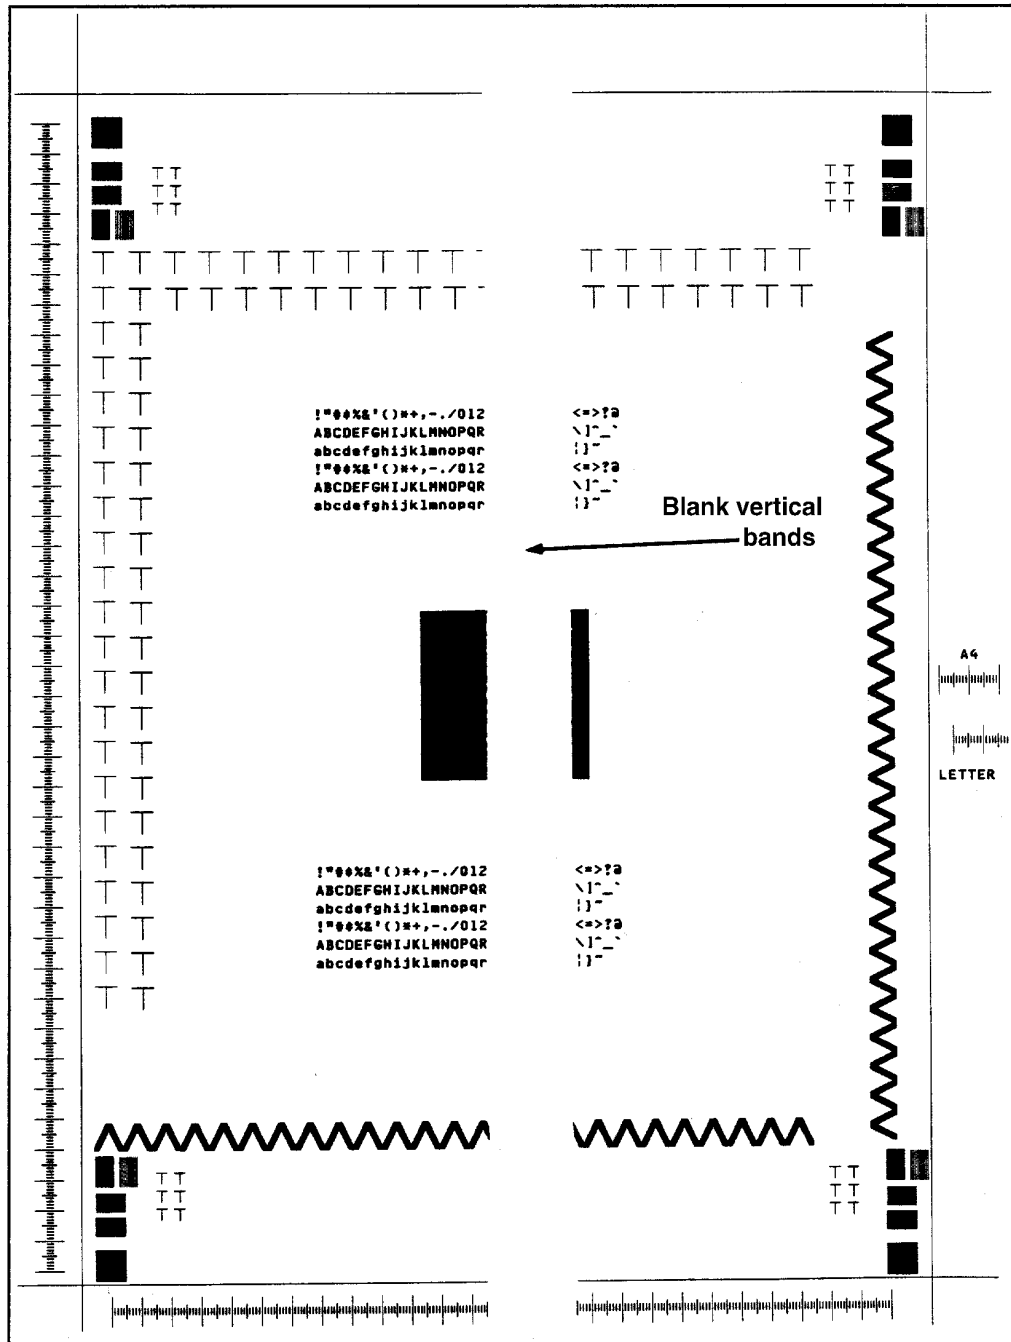 !"#$%&'()*+,-./012 <=>?@
ABCDEFGHIJKLMNOPQR \]^_`
abcdefghijklmnopqr ¦}~
!"#$%&'()*+,-./012 <=>?@
ABCDEFGHIJKLMNOPQR \]^_`
abcdefghijklmnopqr ¦}~
Blank vertical
bands
A4
LETTER
!"#$%&'()*+,-./012 <=>?@
ABCDEFGHIJKLMNOPQR \]^_`
abcdefghijklmnopqr ¦}~
!"#$%&'()*+,-./012 <=>?@
ABCDEFGHIJKLMNOPQR \]^_`
abcdefghijklmnopqr ¦}~